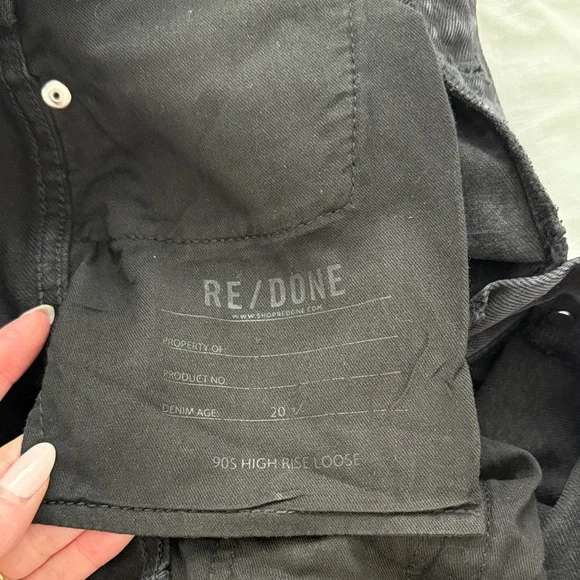 RE/DONE
WWW.SHOPREDONE.COM
PROPERTY OF
PRODUCT NO.
DENIM AGE: 20
90S HIGH RISE LOOSE